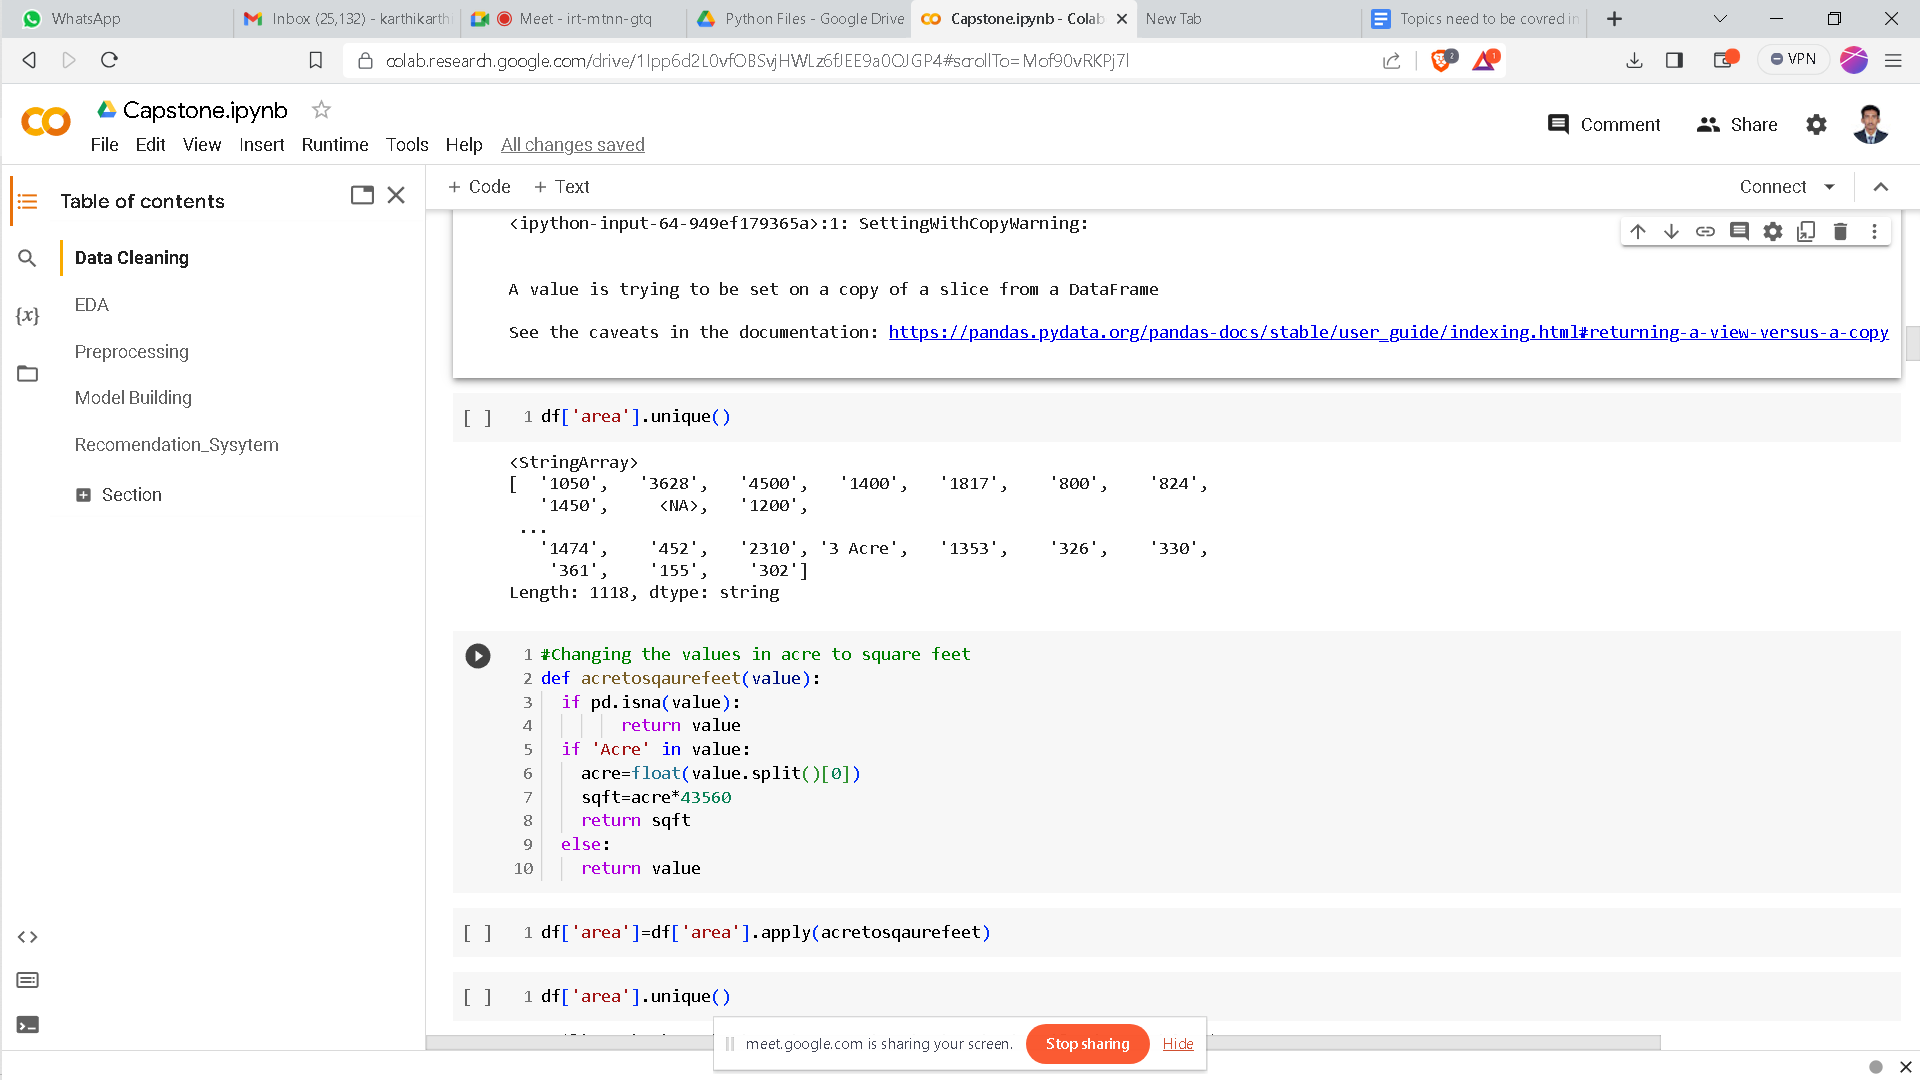 WhatsApp
Inbox (25,132) - karthikarthi
Meet - irt-mtnn-gtq
Python Files - Google Drive
Capstone.ipynb - Colab
New Tab
Topics need to be covred in
colab.research.google.com/drive/1Ipp6d2L0vfOBSvjHWLz6fJEE9a0OJGP4#scrollTo=Mof90vRKPj7l
2
1
VPN
Capstone.ipynb
File Edit View Insert Runtime Tools Help All changes saved
Comment
Share
Table of contents
Data Cleaning
EDA
Preprocessing
Model Building
Recomendation_Sysytem
Section
{x}
+ Code + Text
Connect
<ipython-input-64-949ef179365a>:1: SettingWithCopyWarning:
A value is trying to be set on a copy of a slice from a DataFrame
See the caveats in the documentation: https://pandas.pydata.org/pandas-docs/stable/user_guide/indexing.html#returning-a-view-versus-a-copy
[ ] 1 df['area'].unique()
<StringArray>
[ '1050', '3628', '4500', '1400', '1817', '800', '824',
'1450', <NA>, '1200',
...
'1474', '452', '2310', '3 Acre', '1353', '326', '330',
'361', '155', '302']
Length: 1118, dtype: string
1 #Changing the values in acre to square feet
2 def acretosqaurefeet(value):
3 if pd.isna(value):
4 return value
5 if 'Acre' in value:
6 acre=float(value.split()[0])
7 sqft=acre*43560
8 return sqft
9 else:
10 return value
[ ] 1 df['area']=df['area'].apply(acretosqaurefeet)
[ ] 1 df['area'].unique()
meet.google.com is sharing your screen. Stop sharing Hide